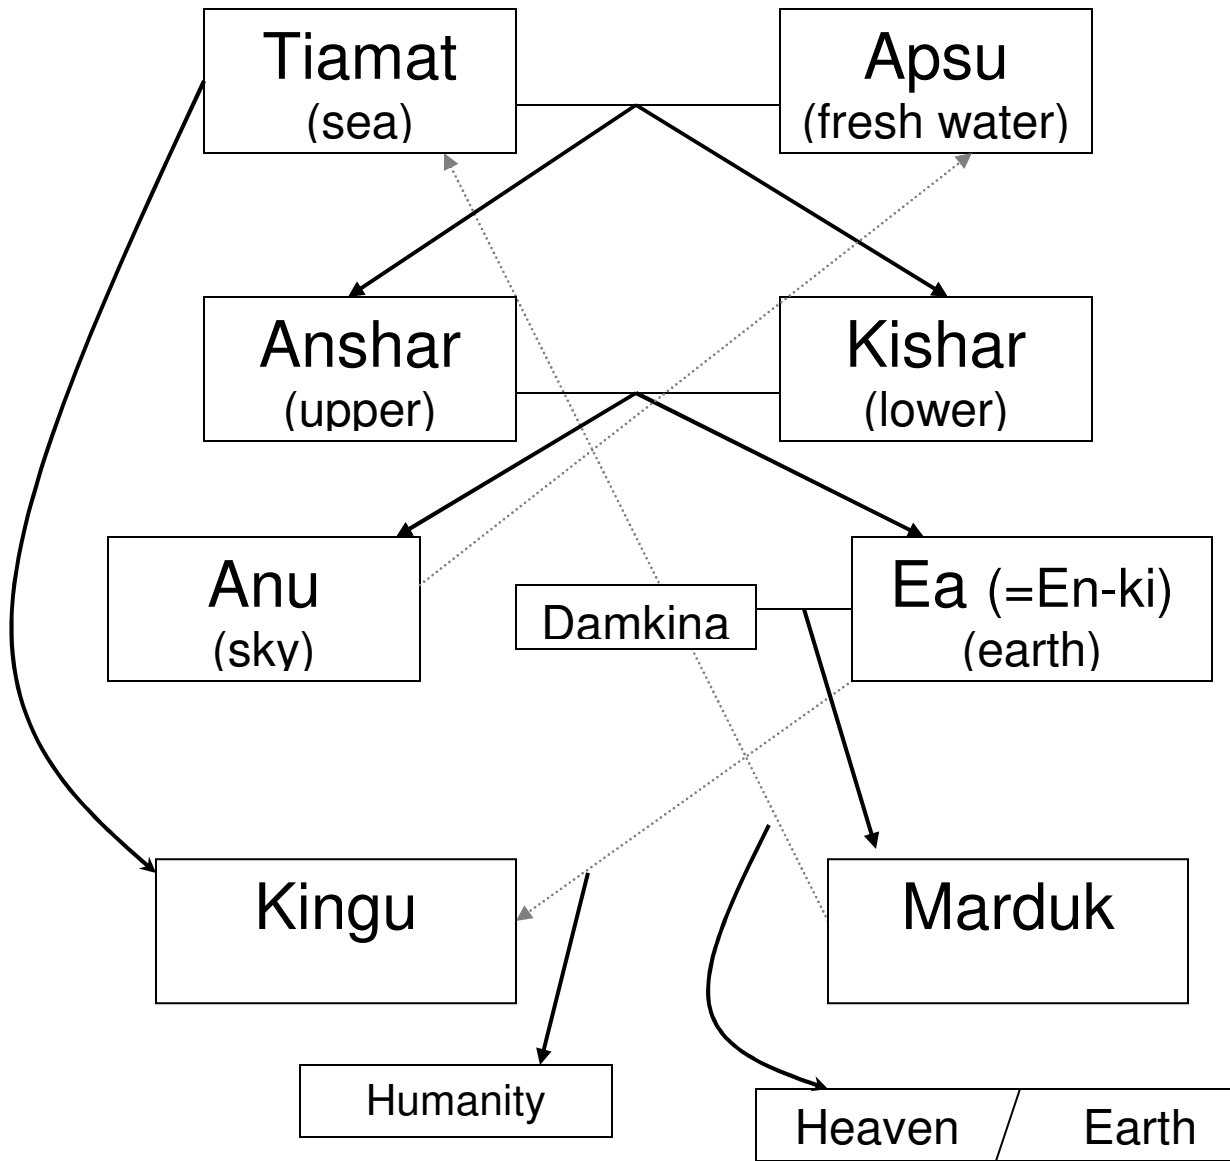 Tiamat
(sea)
Apsu
(fresh water)
Anshar
(upper)
Kishar
(lower)
Anu
(sky)
Damkina
Ea (=En-ki)
(earth)
Kingu
Marduk
Humanity
Heaven
Earth